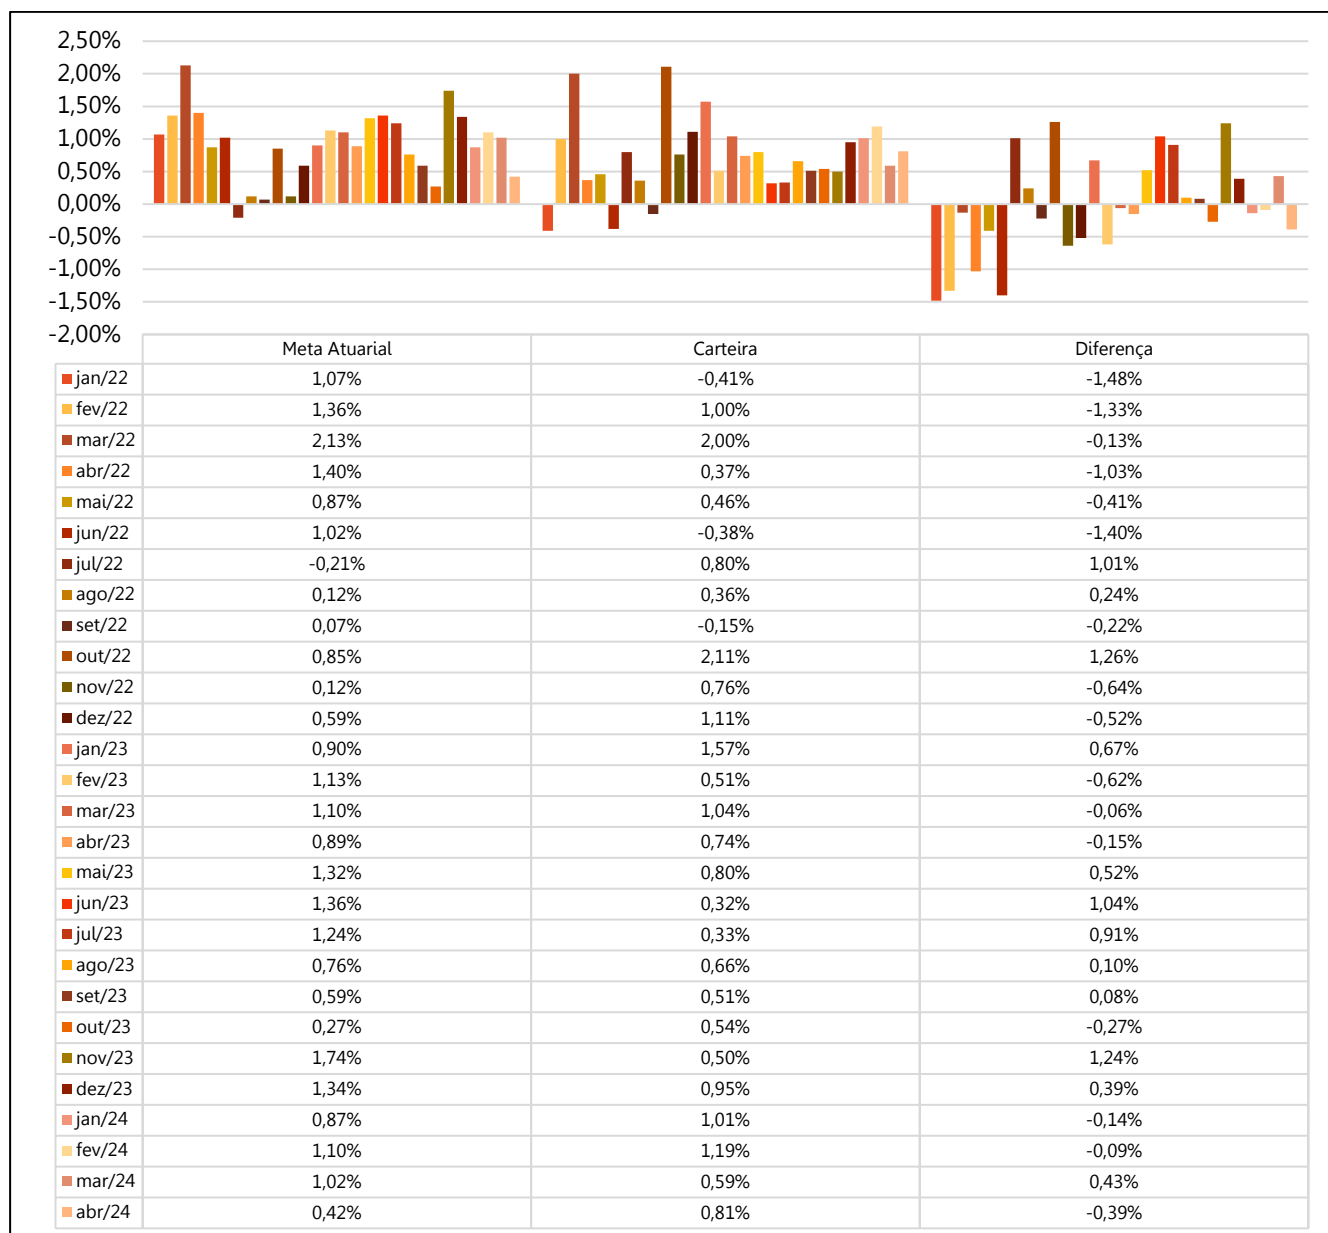 2,50%
2,00%
1,50%
1,00%
0,50%
0,00%
-0,50%
-1,00%
-1,50%
-2,00%
Meta Atuarial Carteira Diferença
jan/22 1,07% -0,41% -1,48%
fev/22 1,36% 1,00% -1,33%
mar/22 2,13% 2,00% -0,13%
abr/22 1,40% 0,37% -1,03%
mai/22 0,87% 0,46% -0,41%
jun/22 1,02% -0,38% -1,40%
jul/22 -0,21% 0,80% 1,01%
ago/22 0,12% 0,36% 0,24%
set/22 0,07% -0,15% -0,22%
out/22 0,85% 2,11% 1,26%
nov/22 0,12% 0,76% -0,64%
dez/22 0,59% 1,11% -0,52%
jan/23 0,90% 1,57% 0,67%
fev/23 1,13% 0,51% -0,62%
mar/23 1,10% 1,04% -0,06%
abr/23 0,89% 0,74% -0,15%
mai/23 1,32% 0,80% 0,52%
jun/23 1,36% 0,32% 1,04%
jul/23 1,24% 0,33% 0,91%
ago/23 0,76% 0,66% 0,10%
set/23 0,59% 0,51% 0,08%
out/23 0,27% 0,54% -0,27%
nov/23 1,74% 0,50% 1,24%
dez/23 1,34% 0,95% 0,39%
jan/24 0,87% 1,01% -0,14%
fev/24 1,10% 1,19% -0,09%
mar/24 1,02% 0,59% 0,43%
abr/24 0,42% 0,81% -0,39%